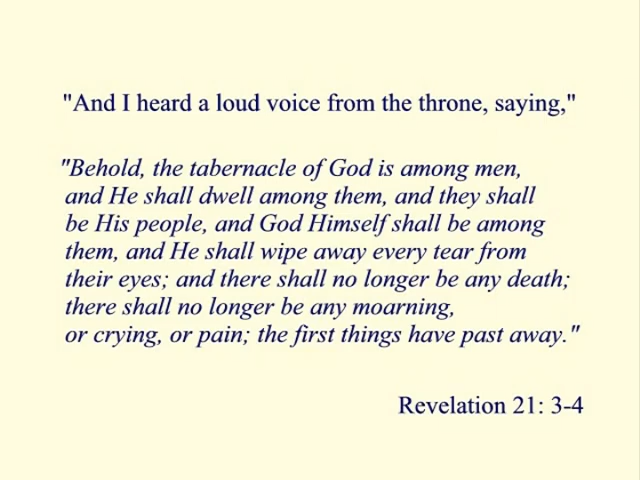 "And I heard a loud voice from the throne, saying,"
"Behold, the tabernacle of God is among men,
and He shall dwell among them, and they shall
be His people, and God Himself shall be among
them, and He shall wipe away every tear from
their eyes; and there shall no longer be any death;
there shall no longer be any moarning,
or crying, or pain; the first things have past away."
Revelation 21: 3-4